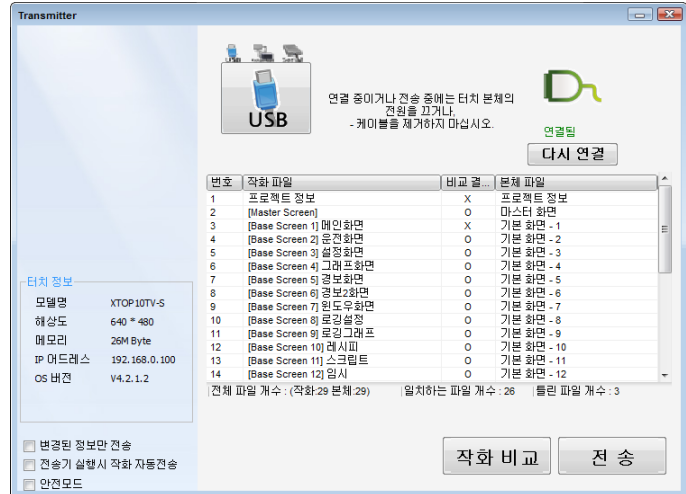 Transmitter
USB
USB
연결 중이거나 전송 중에는 터치 본체의
전원을 끄거나,
- 케이블을 제거하지 마십시오.
연결됨
다시 연결
번호 작화 파일 비교 결... 본체 파일
1 프로젝트 정보 X 프로젝트 정보
2 [Master Screen] O 마스터 화면
3 [Base Screen 1] 메인화면 X 기본 화면 - 1
4 [Base Screen 2] 운전화면 O 기본 화면 - 2
5 [Base Screen 3] 설정화면 O 기본 화면 - 3
6 [Base Screen 4] 그래프화면 O 기본 화면 - 4
7 [Base Screen 5] 경보화면 O 기본 화면 - 5
8 [Base Screen 6] 경보2화면 O 기본 화면 - 6
9 [Base Screen 7] 윈도우화면 O 기본 화면 - 7
10 [Base Screen 8] 로깅설정 O 기본 화면 - 8
11 [Base Screen 9] 로깅그래프 O 기본 화면 - 9
12 [Base Screen 10] 레시피 O 기본 화면 - 10
13 [Base Screen 11] 스크립트 O 기본 화면 - 11
14 [Base Screen 12] 임시 O 기본 화면 - 12
전체 파일 개수 : (작화:29 본체:29) 일치하는 파일 개수 : 26 틀린 파일 개수 : 3
터치 정보
모델명 XTOP10TV-S
해상도 640 * 480
메모리 26M Byte
IP 어드레스 192.168.0.100
OS 버전 V4.2.1.2
변경된 정보만 전송
전송기 실행시 작화 자동전송
안전모드
작화 비교
전 송